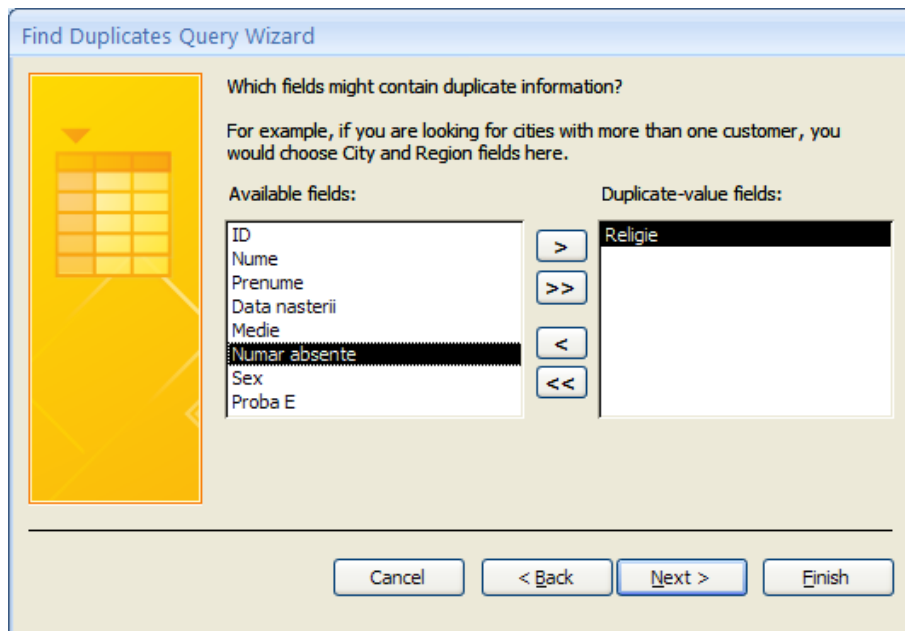 Find Duplicates Query Wizard
Which fields might contain duplicate information?
For example, if you are looking for cities with more than one customer, you
would choose City and Region fields here.
Available fields:
ID
Nume
Prenume
Data nasterii
Medie
Numar absente
Sex
Proba E
>
>>
<
<<
Duplicate-value fields:
Religie
Cancel
< Back
Next >
Finish